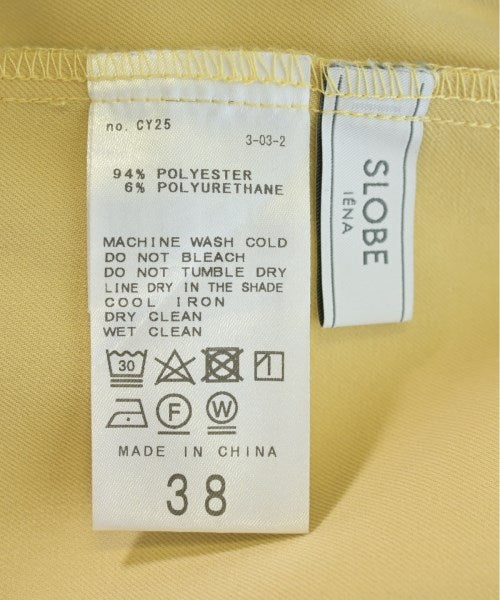 no. CY25
3-03-2
94% POLYESTER
6% POLYURETHANE
MACHINE WASH COLD
DO NOT BLEACH
DO NOT TUMBLE DRY
LINE DRY IN THE SHADE
COOL IRON
DRY CLEAN
WET CLEAN
30
F W
MADE IN CHINA
38
SLOBE
IÉNA